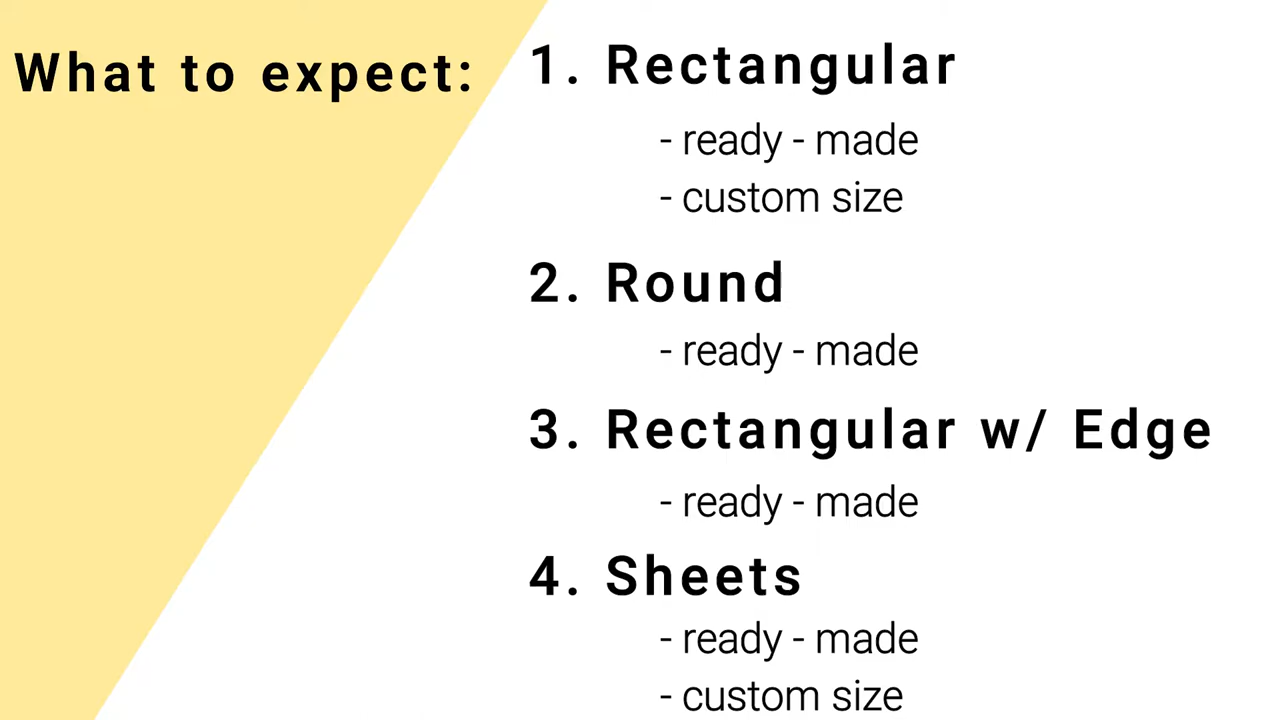 What to expect:
1. Rectangular
- ready - made
- custom size
2. Round
- ready - made
3. Rectangular w/ Edge
- ready - made
4. Sheets
- ready - made
- custom size